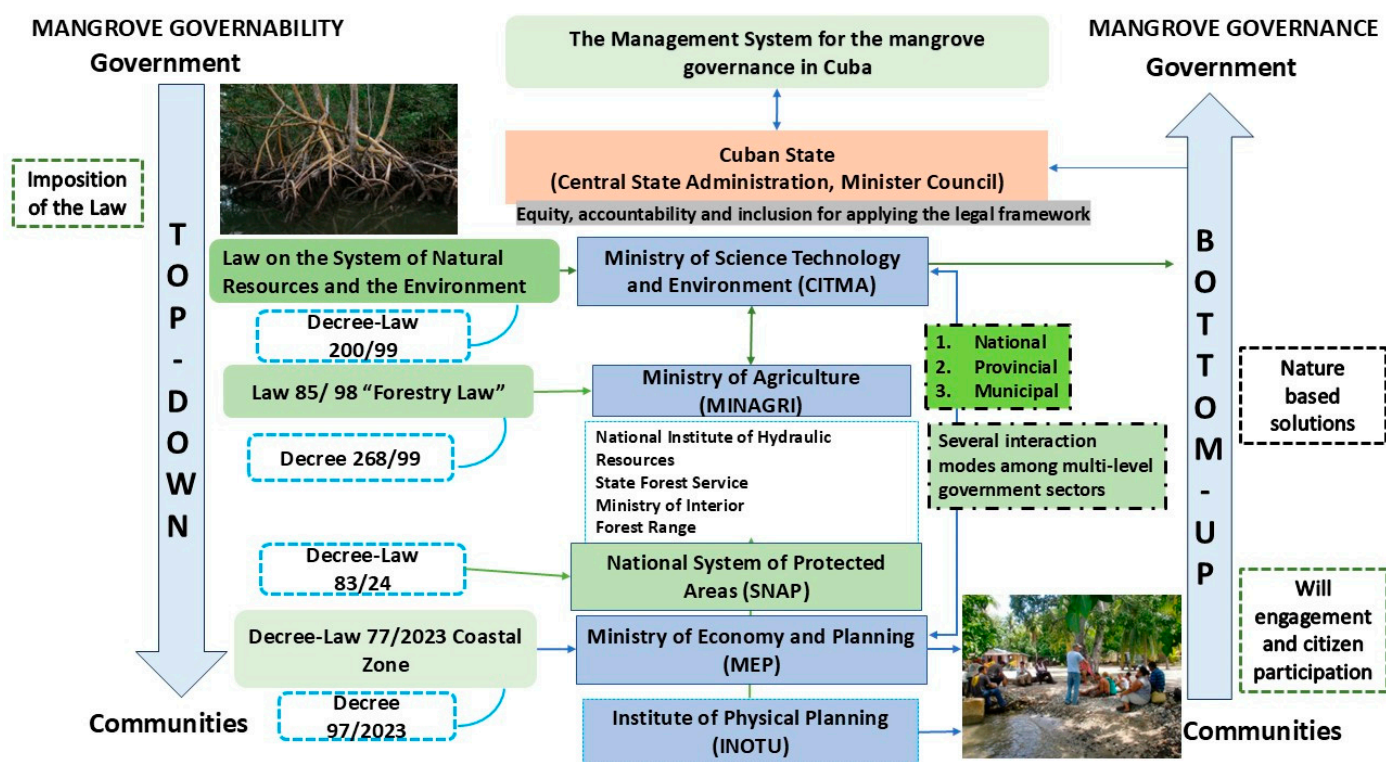 MANGROVE GOVERNABILITY
Government
Imposition
of the Law
TOP-DOWN
Communities
The Management System for the mangrove
governance in Cuba
Cuban State
(Central State Administration, Minister Council)
Equity, accountability and inclusion for applying the legal framework
Law on the System of Natural
Resources and the Environment
Ministry of Science Technology
and Environment (CITMA)
Decree-Law
200/99
Law 85/ 98 “Forestry Law”
Ministry of Agriculture
(MINAGRI)
Decree 268/99
National Institute of Hydraulic
Resources
State Forest Service
Ministry of Interior
Forest Range
1. National
2. Provincial
3. Municipal
Several interaction
modes among multi-level
government sectors
Decree-Law
83/24
National System of Protected
Areas (SNAP)
Decree-Law 77/2023 Coastal
Zone
Ministry of Economy and Planning
(MEP)
Decree
97/2023
Institute of Physical Planning
(INOTU)
MANGROVE GOVERNANCE
Government
BOTTOM-UP
Nature
based
solutions
Will
engagement
and citizen
participation
Communities